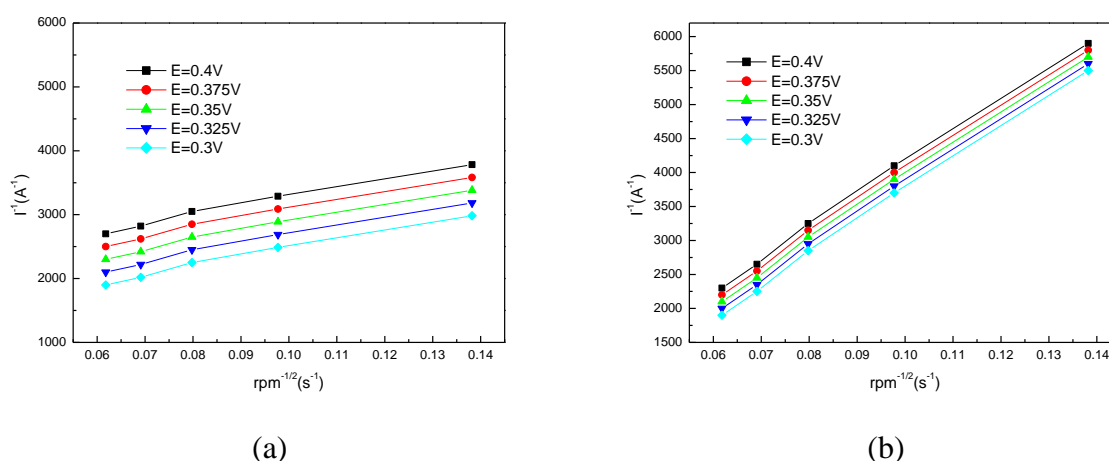 6000
5000
4000
3000
2000
1000
I⁻¹(A⁻¹)
E=0.4V
E=0.375V
E=0.35V
E=0.325V
E=0.3V
0.06 0.07 0.08 0.09 0.10 0.11 0.12 0.13 0.14
rpm⁻¹/²(s⁻¹)
(a)
6000
5500
5000
4500
4000
3500
3000
2500
2000
1500
I⁻¹(A⁻¹)
E=0.4V
E=0.375V
E=0.35V
E=0.325V
E=0.3V
0.06 0.07 0.08 0.09 0.10 0.11 0.12 0.13 0.14
rpm⁻¹/²(s⁻¹)
(b)